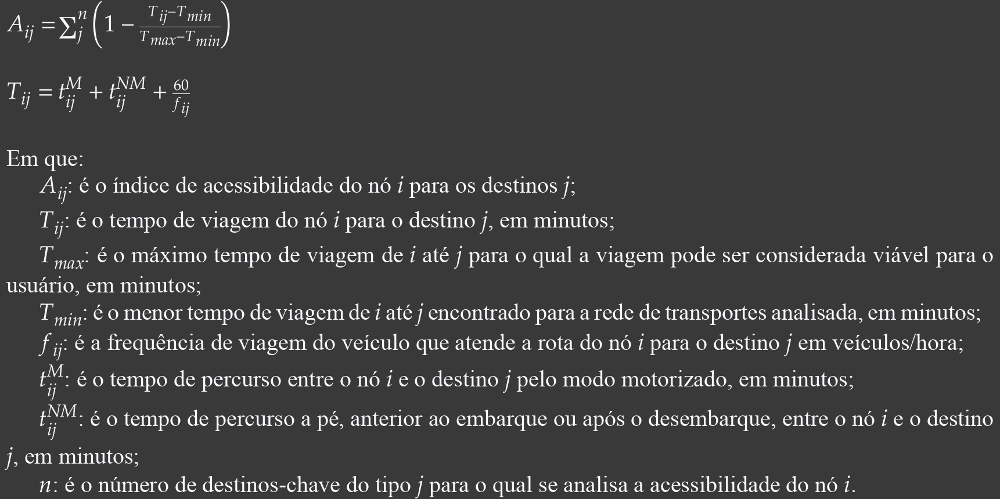 A_{ij} = ∑_j^n (1 − (T_{ij}−T_{min})/(T_{max}−T_{min}))
T_{ij} = t_{ij}^M + t_{ij}^{NM} + 60/f_{ij}
Em que:
A_{ij}: é o índice de acessibilidade do nó i para os destinos j;
T_{ij}: é o tempo de viagem do nó i para o destino j, em minutos;
T_{max}: é o máximo tempo de viagem de i até j para o qual a viagem pode ser considerada viável para o
usuário, em minutos;
T_{min}: é o menor tempo de viagem de i até j encontrado para a rede de transportes analisada, em minutos;
f_{ij}: é a frequência de viagem do veículo que atende a rota do nó i para o destino j em veículos/hora;
t_{ij}^M: é o tempo de percurso entre o nó i e o destino j pelo modo motorizado, em minutos;
t_{ij}^{NM}: é o tempo de percurso a pé, anterior ao embarque ou após o desembarque, entre o nó i e o destino
j, em minutos;
n: é o número de destinos-chave do tipo j para o qual se analisa a acessibilidade do nó i.